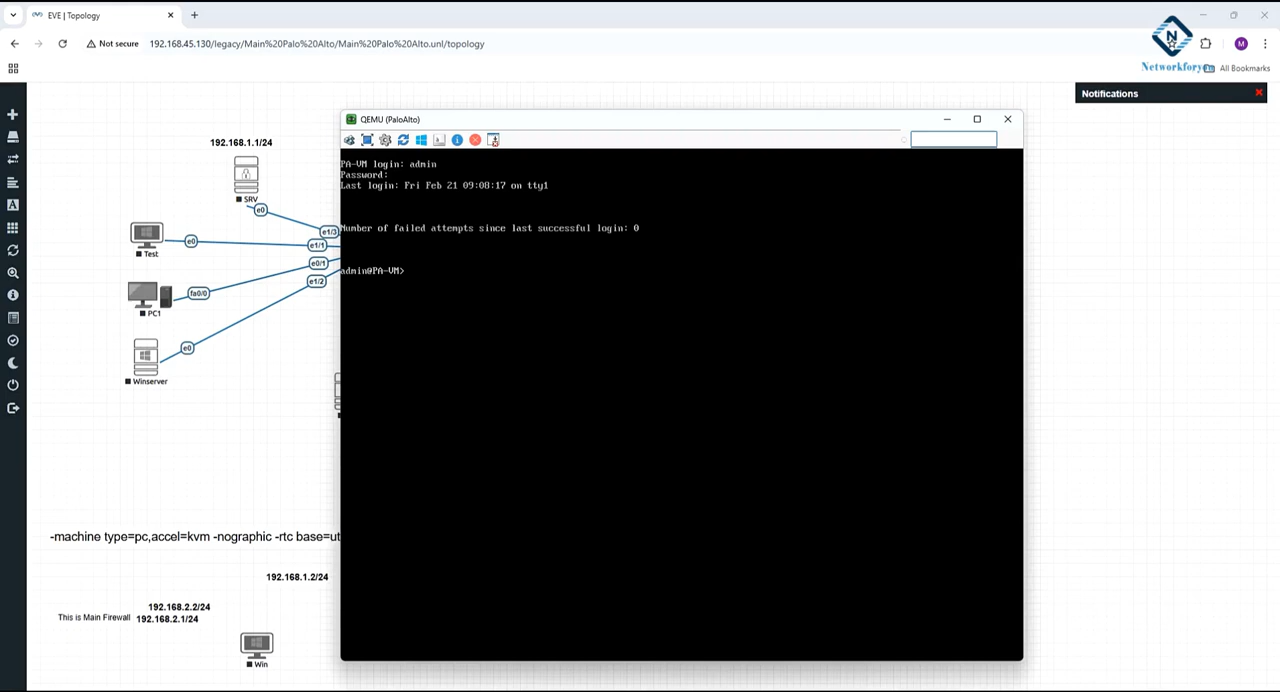 EVE | Topology
Not secure
192.168.45.130/legacy/Main%20Palo%20Alto/Main%20Palo%20Alto.unl/topology
M
N
Networkforyou
All Bookmarks
Notifications
QEMU (PaloAlto)
192.168.1.1/24
SRV
e0
e1/3
Test
e0
e1/1
e0/1
PC1
fa0/0
e1/2
Winserver
e0
PA-VM login: admin
Password:
Last login: Fri Feb 21 09:08:17 on tty1
Number of failed attempts since last successful login: 0
admin@PA-VM>
-machine type=pc,accel=kvm -nographic -rtc base=ut
192.168.1.2/24
192.168.2.2/24
This is Main Firewall
192.168.2.1/24
Win